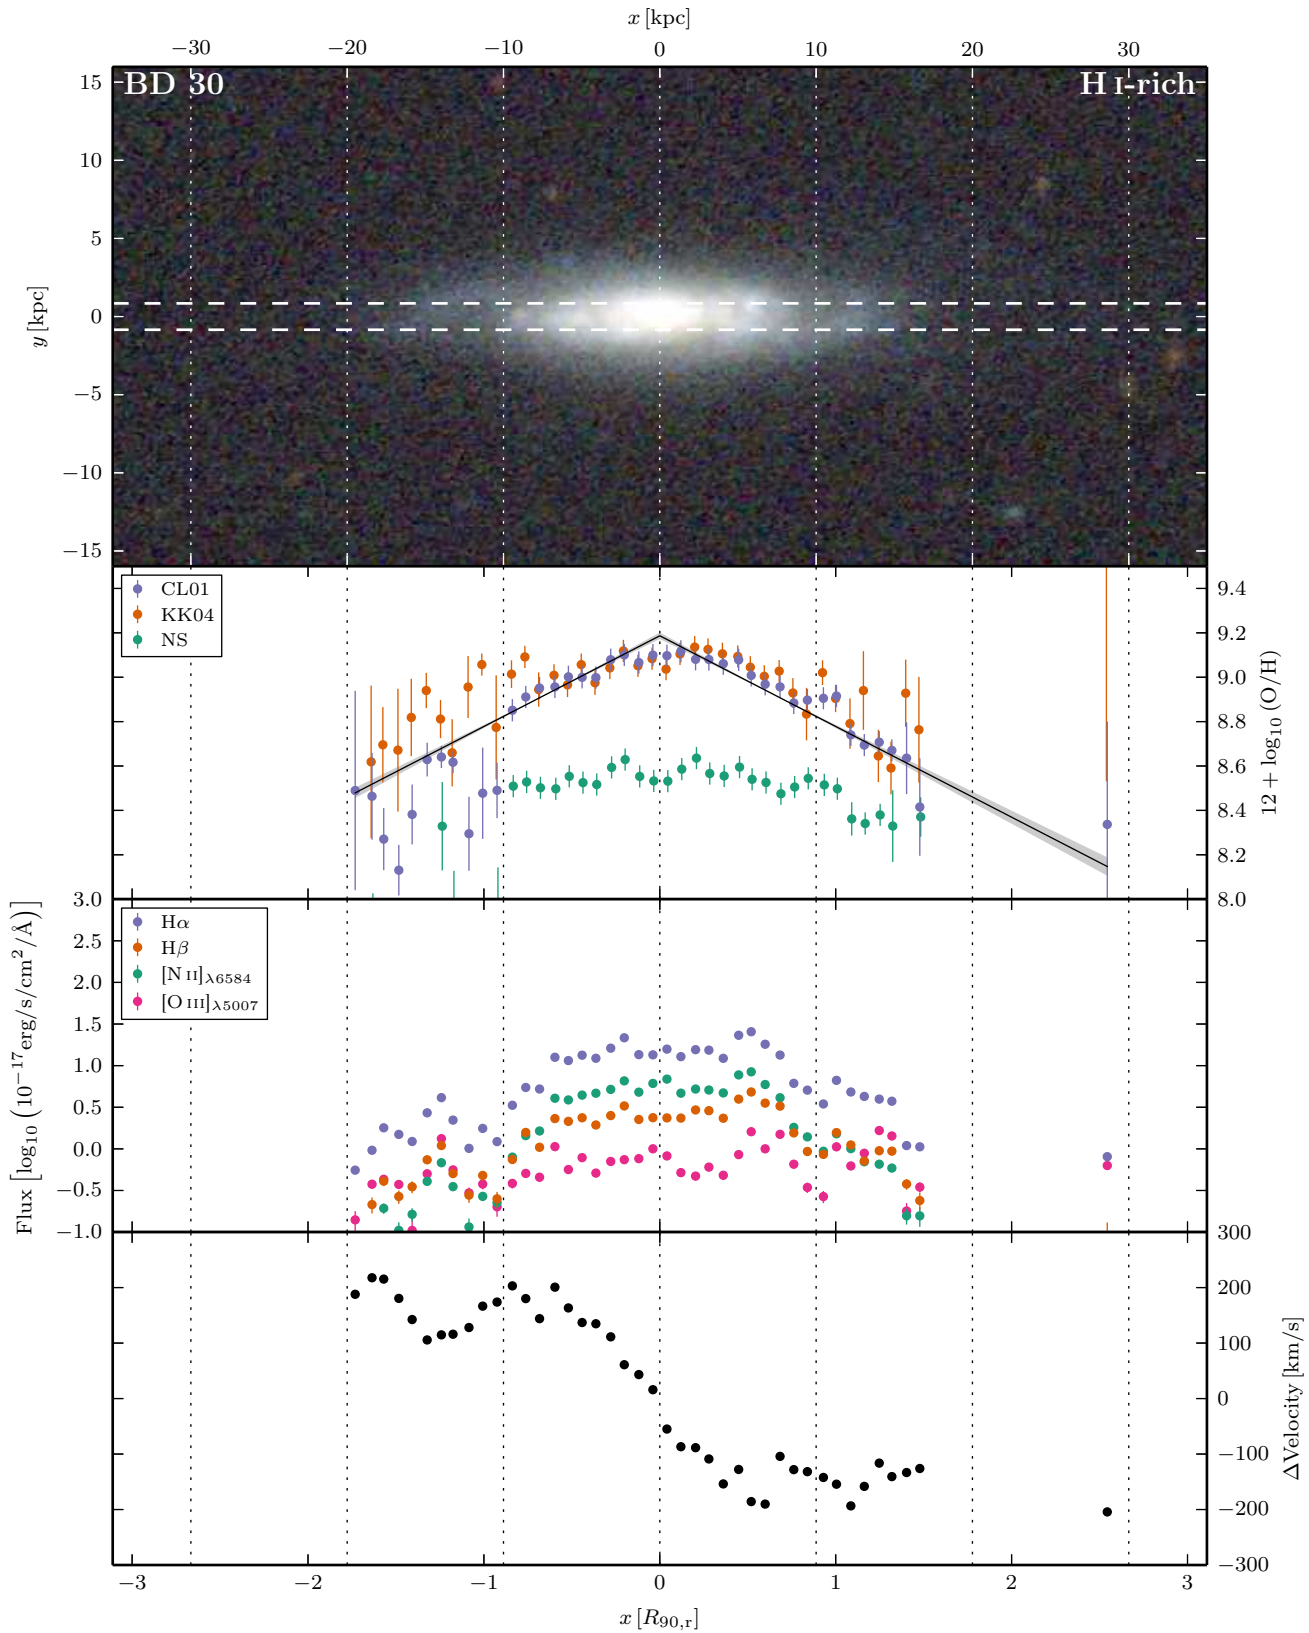 x [kpc]
−30 −20 −10 0 10 20 30
BD 30 H I-rich
15
10
5
0
−5
−10
−15
y [kpc]
CL01
KK04
NS
9.4
9.2
9.0
8.8
8.6
8.4
8.2
8.0
12 + log₁₀ (O/H)
3.0
2.5
2.0
1.5
1.0
0.5
0.0
−0.5
−1.0
Flux [log₁₀ (10⁻¹⁷erg/s/cm²/Å)]
Hα
Hβ
[N II]λ6584
[O III]λ5007
300
200
100
0
−100
−200
−300
ΔVelocity [km/s]
−3 −2 −1 0 1 2 3
x [R₉₀,ᵣ]